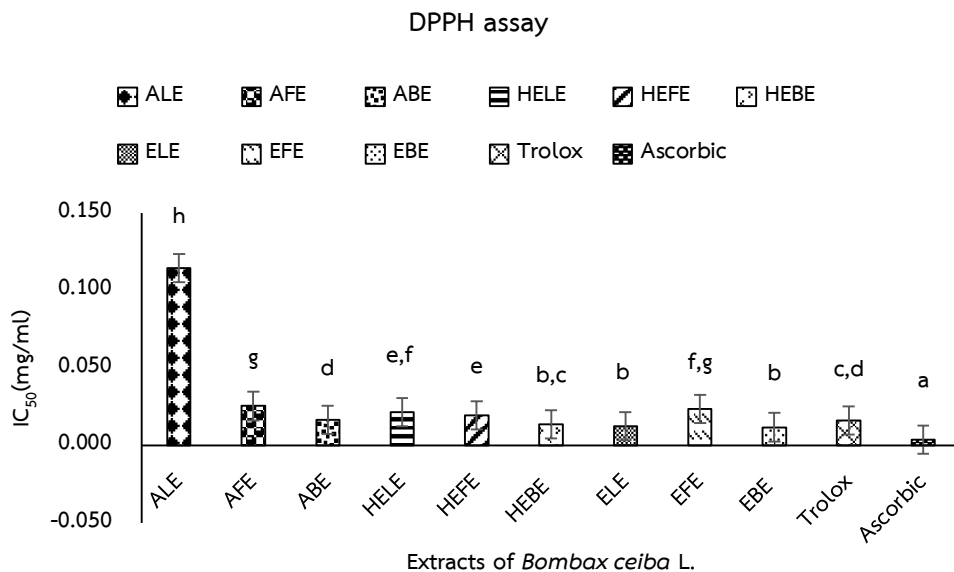 DPPH assay
ALE AFE ABE HELE HEFE HEBE
ELE EFE EBE Trolox Ascorbic
0.150
0.100
0.050
0.000
-0.050
IC50(mg/ml)
h
g
d
e,f
e
b,c
b
f,g
b
c,d
a
ALE
AFE
ABE
HELE
HEFE
HEBE
ELE
EFE
EBE
Trolox
Ascorbic
Extracts of Bombax ceiba L.